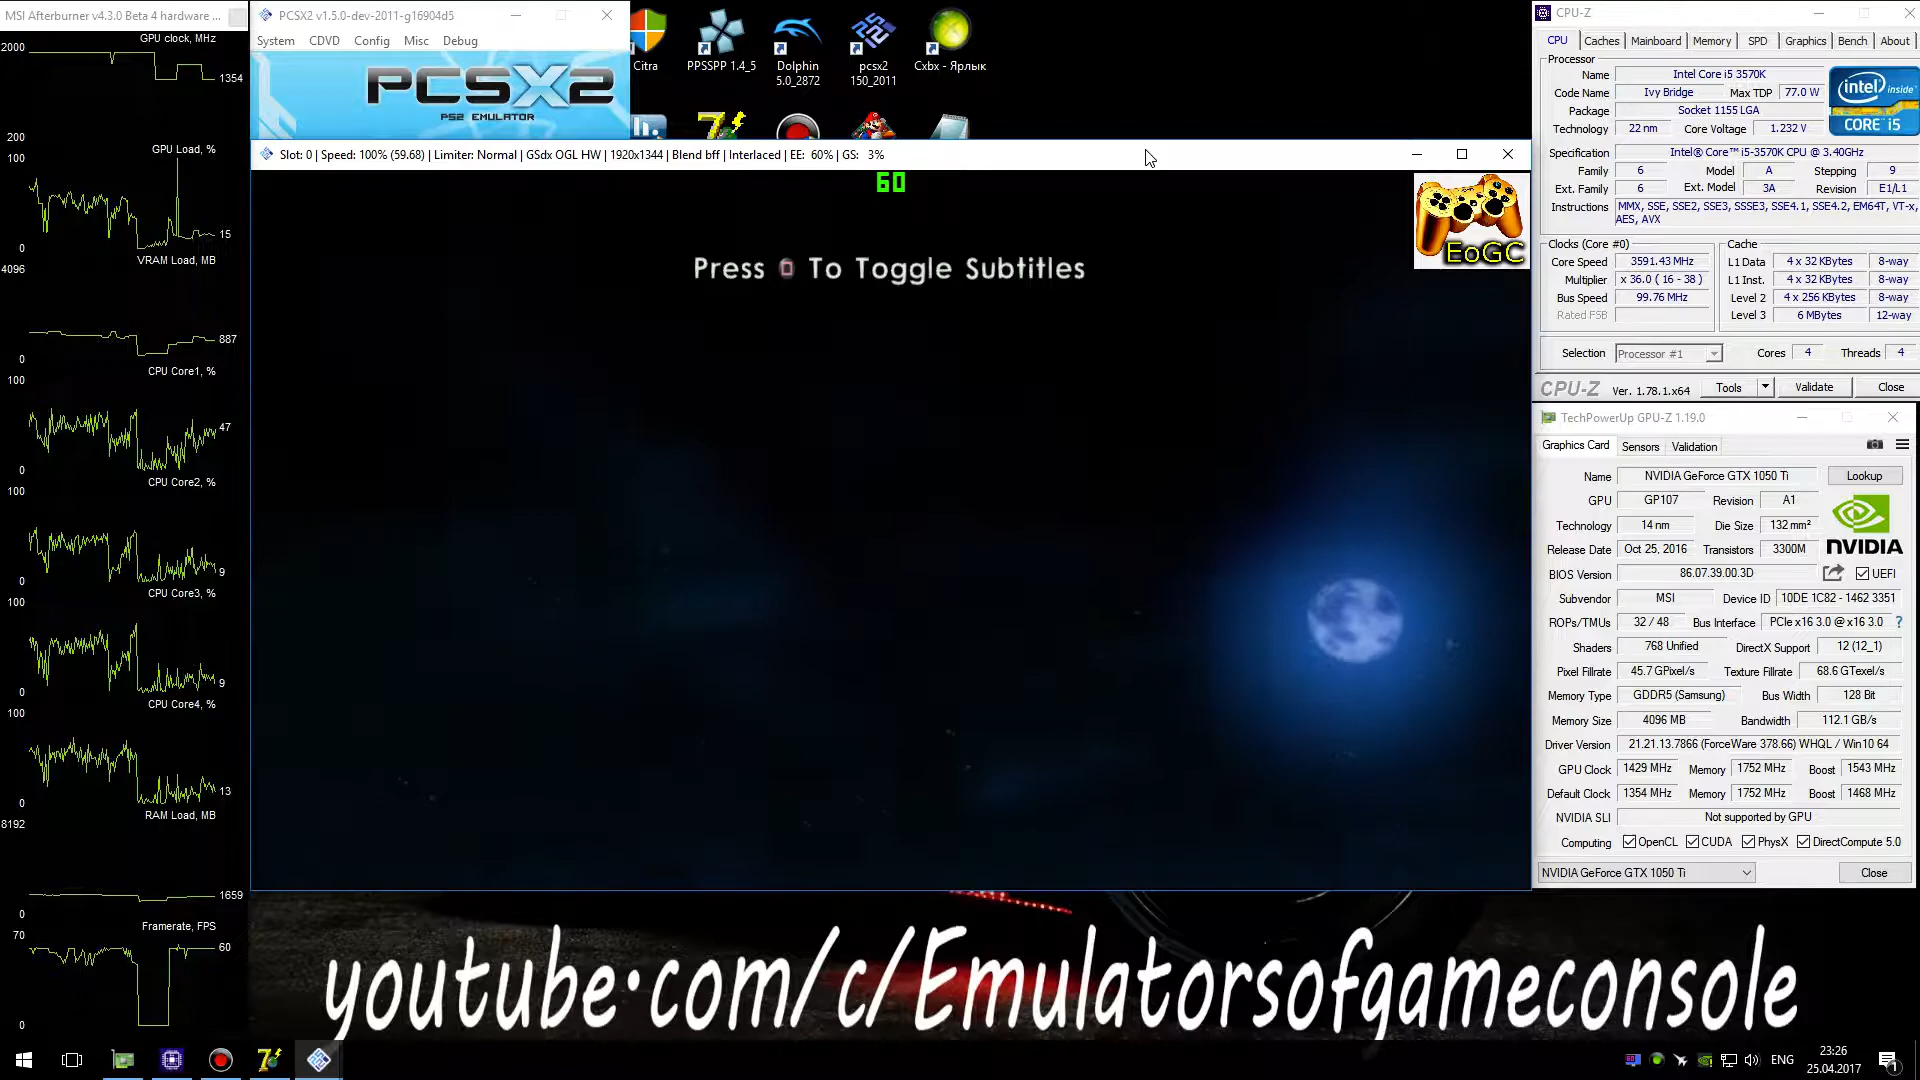 MSI Afterburner v4.3.0 Beta 4 hardware ...
GPU clock, MHz
2000
1354
200
100
GPU Load, %
15
0
VRAM Load, MB
4096
887
0
CPU Core1, %
100
47
0
CPU Core2, %
100
9
0
CPU Core3, %
100
9
0
CPU Core4, %
100
13
0
RAM Load, MB
8192
1659
0
Framerate, FPS
70
60
0
PCSX2 v1.5.0-dev-2011-g16904d5
System CDVD Config Misc Debug
PCSX2
PS2 EMULATOR
Citra
PPSSPP 1.4_5
Dolphin
5.0_2872
pcsx2
150_2011
Cxbx - Ярлык
Slot: 0 | Speed: 100% (59.68) | Limiter: Normal | GSdx OGL HW | 1920x1344 | Blend bff | Interlaced | EE: 60% | GS: 3%
60
EoGC
Press To Toggle Subtitles
CPU-Z
CPU Caches Mainboard Memory SPD Graphics Bench About
Processor
Name Intel Core i5 3570K
Code Name Ivy Bridge Max TDP 77.0 W
Package Socket 1155 LGA
Technology 22 nm Core Voltage 1.232 V
intel inside
CORE i5
Specification Intel® Core™ i5-3570K CPU @ 3.40GHz
Family 6 Model A Stepping 9
Ext. Family 6 Ext. Model 3A Revision E1/L1
Instructions MMX, SSE, SSE2, SSE3, SSSE3, SSE4.1, SSE4.2, EM64T, VT-x,
AES, AVX
Clocks (Core #0)
Core Speed 3591.43 MHz
Multiplier x 36.0 ( 16 - 38 )
Bus Speed 99.76 MHz
Rated FSB
Cache
L1 Data 4 x 32 KBytes 8-way
L1 Inst. 4 x 32 KBytes 8-way
Level 2 4 x 256 KBytes 8-way
Level 3 6 MBytes 12-way
Selection Processor #1 Cores 4 Threads 4
CPU-Z Ver. 1.78.1.x64 Tools Validate Close
TechPowerUp GPU-Z 1.19.0
Graphics Card Sensors Validation
Name NVIDIA GeForce GTX 1050 Ti Lookup
GPU GP107 Revision A1
Technology 14 nm Die Size 132 mm²
Release Date Oct 25, 2016 Transistors 3300M
NVIDIA
BIOS Version 86.07.39.00.3D UEFI
Subvendor MSI Device ID 10DE 1C82 - 1462 3351
ROPs/TMUs 32 / 48 Bus Interface PCIe x16 3.0 @ x16 3.0 ?
Shaders 768 Unified DirectX Support 12 (12_1)
Pixel Fillrate 45.7 GPixel/s Texture Fillrate 68.6 GTexel/s
Memory Type GDDR5 (Samsung) Bus Width 128 Bit
Memory Size 4096 MB Bandwidth 112.1 GB/s
Driver Version 21.21.13.7866 (ForceWare 378.66) WHQL / Win10 64
GPU Clock 1429 MHz Memory 1752 MHz Boost 1543 MHz
Default Clock 1354 MHz Memory 1752 MHz Boost 1468 MHz
NVIDIA SLI Not supported by GPU
Computing OpenCL CUDA PhysX DirectCompute 5.0
NVIDIA GeForce GTX 1050 Ti Close
youtube.com/c/Emulatorsofgameconsole
ENG
23:26
25.04.2017
1